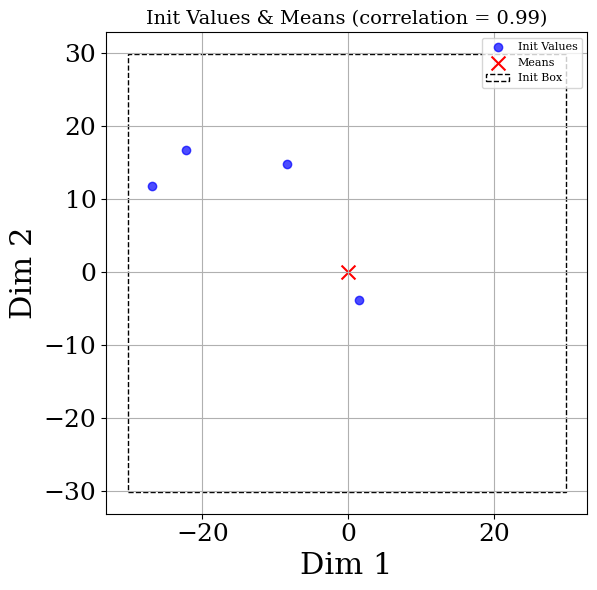 Init Values & Means (correlation = 0.99)
Init Values
Means
Init Box
30
20
10
0
−10
−20
−30
Dim 2
−20
0
20
Dim 1